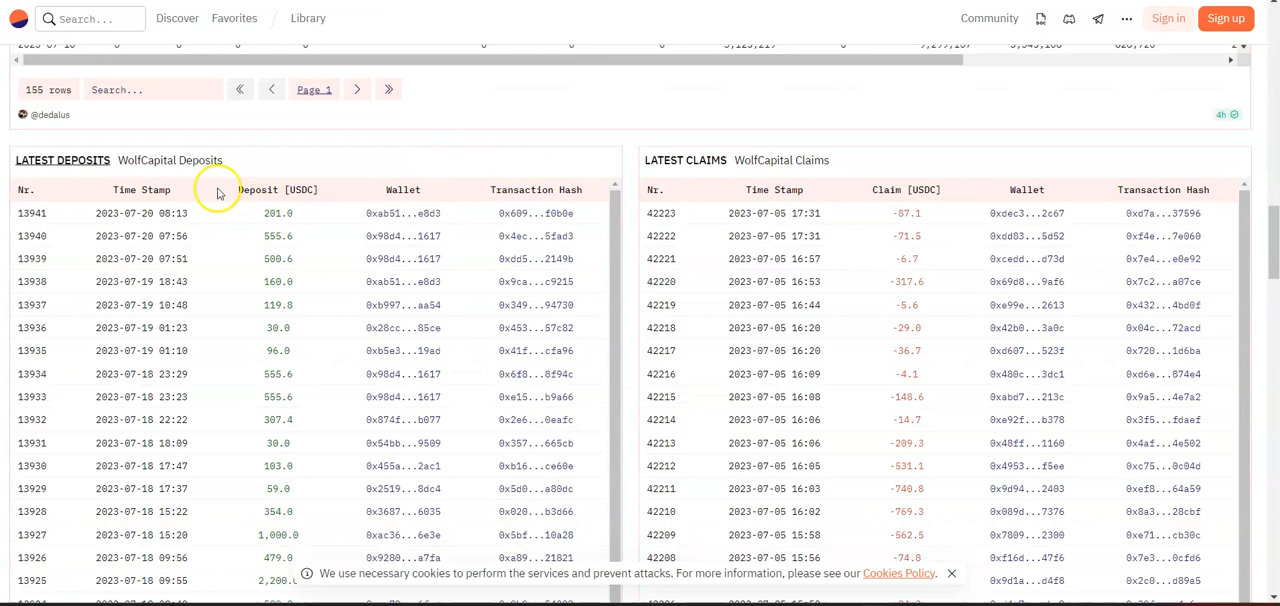 Search... Discover Favorites Library Community Sign in Sign up
155 rows Search... Page 1
@dedalus 4h
LATEST DEPOSITS WolfCapital Deposits
Nr. Time Stamp Deposit [USDC] Wallet Transaction Hash
13941 2023-07-20 08:13 201.0 0xab51...e8d3 0x609...f0b0e
13940 2023-07-20 07:56 555.6 0x98d4...1617 0x4ec...5fad3
13939 2023-07-20 07:51 500.6 0x98d4...1617 0xdd5...2149b
13938 2023-07-19 18:43 160.0 0xab51...e8d3 0x9ca...c9215
13937 2023-07-19 10:48 119.8 0xb997...aa54 0x349...94730
13936 2023-07-19 01:23 30.0 0x28cc...85ce 0x453...57c82
13935 2023-07-19 01:10 96.0 0xb5e3...19ad 0x41f...cfa96
13934 2023-07-18 23:29 555.6 0x98d4...1617 0x6f8...8f94c
13933 2023-07-18 23:23 555.6 0x98d4...1617 0xe15...b9a66
13932 2023-07-18 22:22 307.4 0x874f...b077 0x2e6...0eafc
13931 2023-07-18 18:09 30.0 0x54bb...9509 0x357...665cb
13930 2023-07-18 17:47 103.0 0x455a...2ac1 0xb16...ce60e
13929 2023-07-18 17:37 59.0 0x2519...8dc4 0x5d0...a80dc
13928 2023-07-18 15:22 354.0 0x3687...6035 0x020...b3d66
13927 2023-07-18 15:20 1,000.0 0xac36...6e3e 0x5bf...10a28
13926 2023-07-18 09:56 479.0 0x9280...a7fa 0xa89...21821
13925 2023-07-18 09:55 2,200.
LATEST CLAIMS WolfCapital Claims
Nr. Time Stamp Claim [USDC] Wallet Transaction Hash
42223 2023-07-05 17:31 -87.1 0xdec3...2c67 0xd7a...37596
42222 2023-07-05 17:31 -71.5 0xdd83...5d52 0xf4e...7e060
42221 2023-07-05 16:57 -6.7 0xcedd...d73d 0x7e4...e0e92
42220 2023-07-05 16:53 -317.6 0x69d8...9af6 0x7c2...a07ce
42219 2023-07-05 16:44 -5.6 0xe99e...2613 0x432...4bd0f
42218 2023-07-05 16:20 -29.0 0x42b0...3a0c 0x04c...72acd
42217 2023-07-05 16:20 -36.7 0xd607...523f 0x720...1d6ba
42216 2023-07-05 16:09 -4.1 0x480c...3dc1 0xd6e...874e4
42215 2023-07-05 16:08 -148.6 0xabd7...213c 0x9a5...4e7a2
42214 2023-07-05 16:06 -14.7 0xe92f...b378 0x3f5...fdaef
42213 2023-07-05 16:06 -209.3 0x48ff...1160 0x4af...4e502
42212 2023-07-05 16:05 -531.1 0x4953...f5ee 0xc75...0c04d
42211 2023-07-05 16:03 -740.8 0x9d94...2403 0xef8...64a59
42210 2023-07-05 16:02 -769.3 0x089d...7376 0x8a3...28cbf
42209 2023-07-05 15:58 -562.5 0x7809...2300 0xe71...cb30c
42208 2023-07-05 15:56 -74.8 0xf16d...47f6 0x7e3...0cfd6
0x9d1a...d4f8 0x2c0...d89a5
We use necessary cookies to perform the services and prevent attacks. For more information, please see our Cookies Policy.